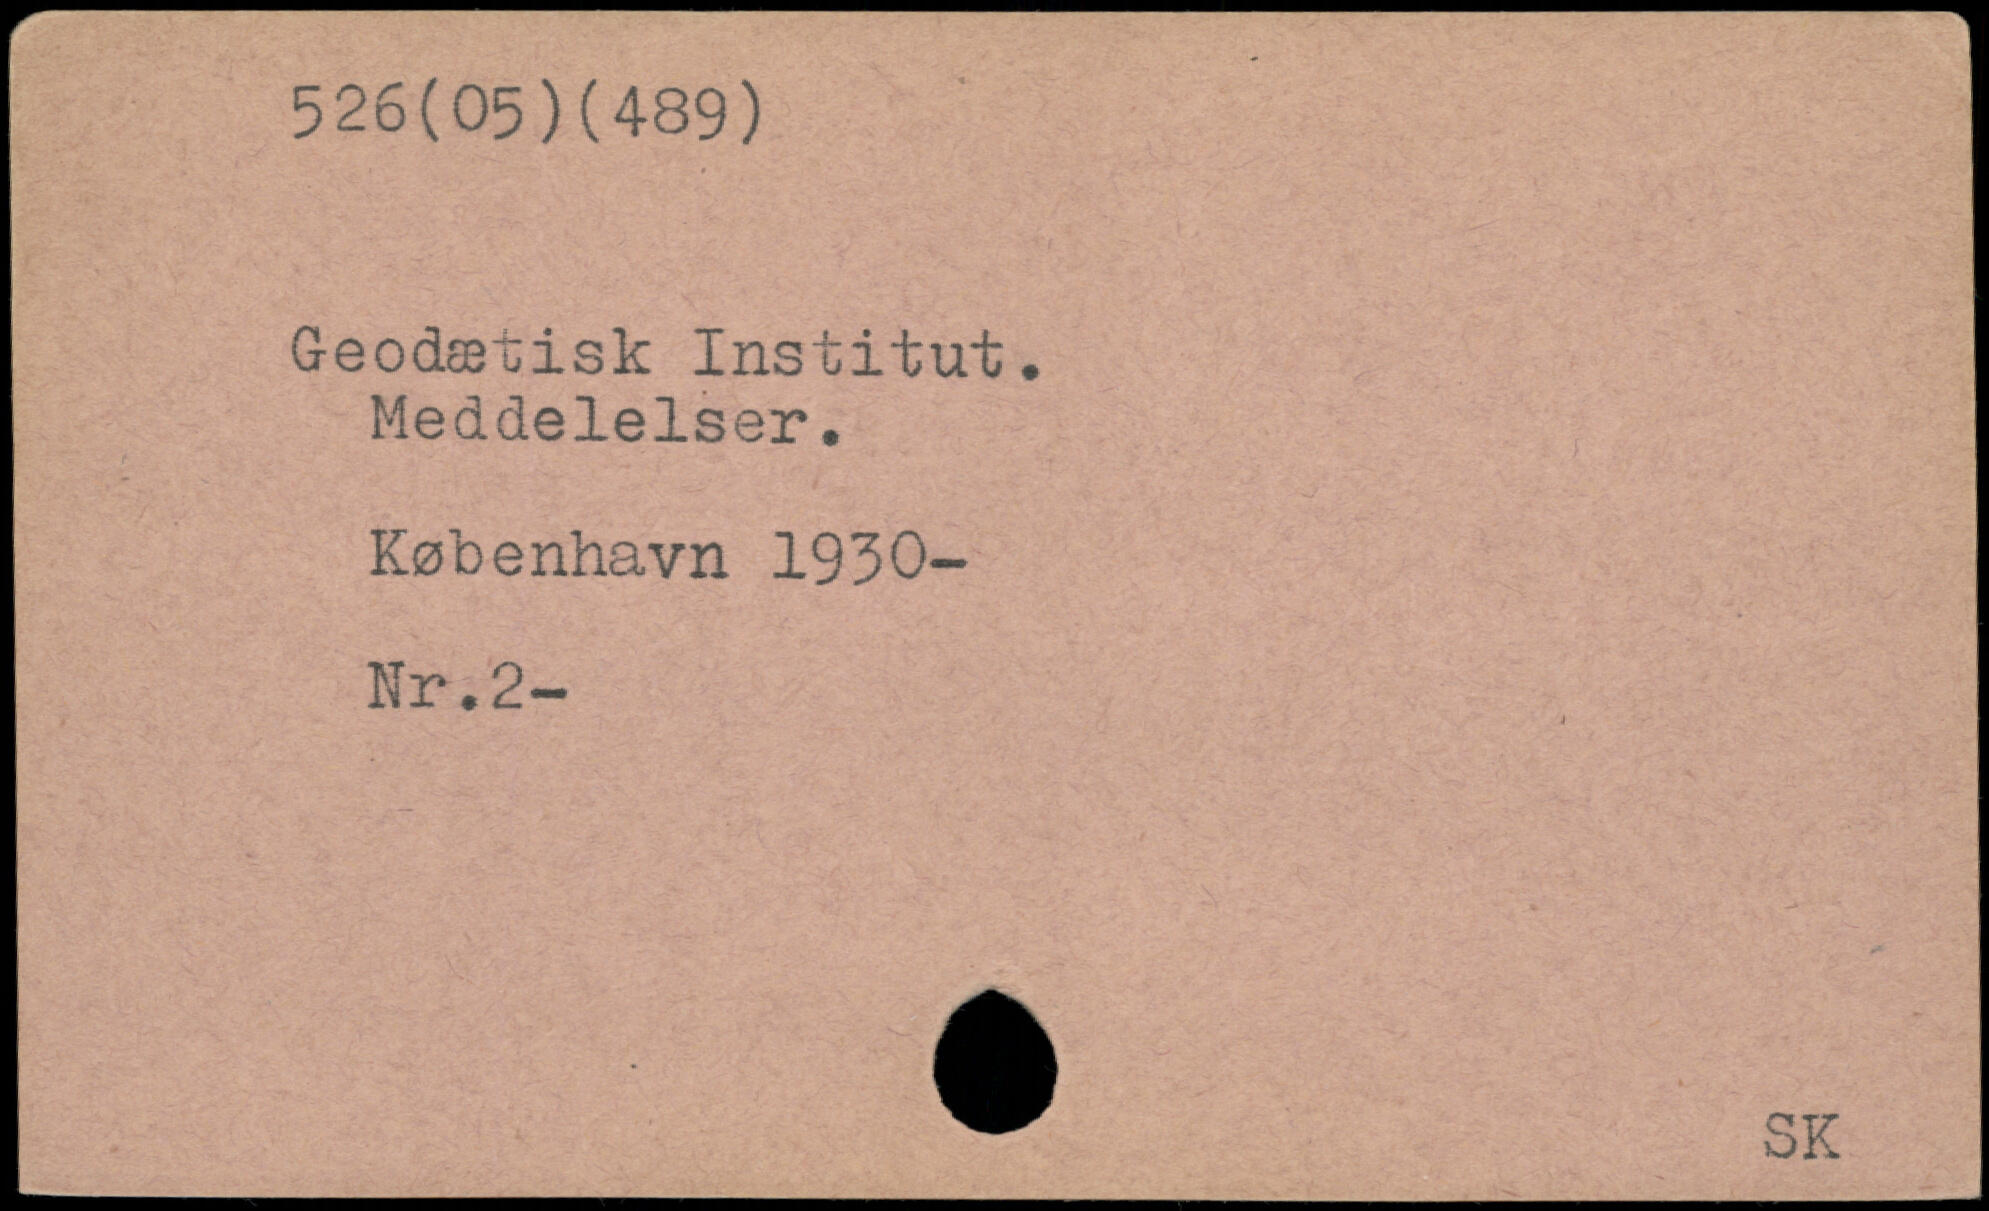 526(05)(489)
Geodætisk Institut.
Meddelelser.
København 1930-
Nr.2-
SK